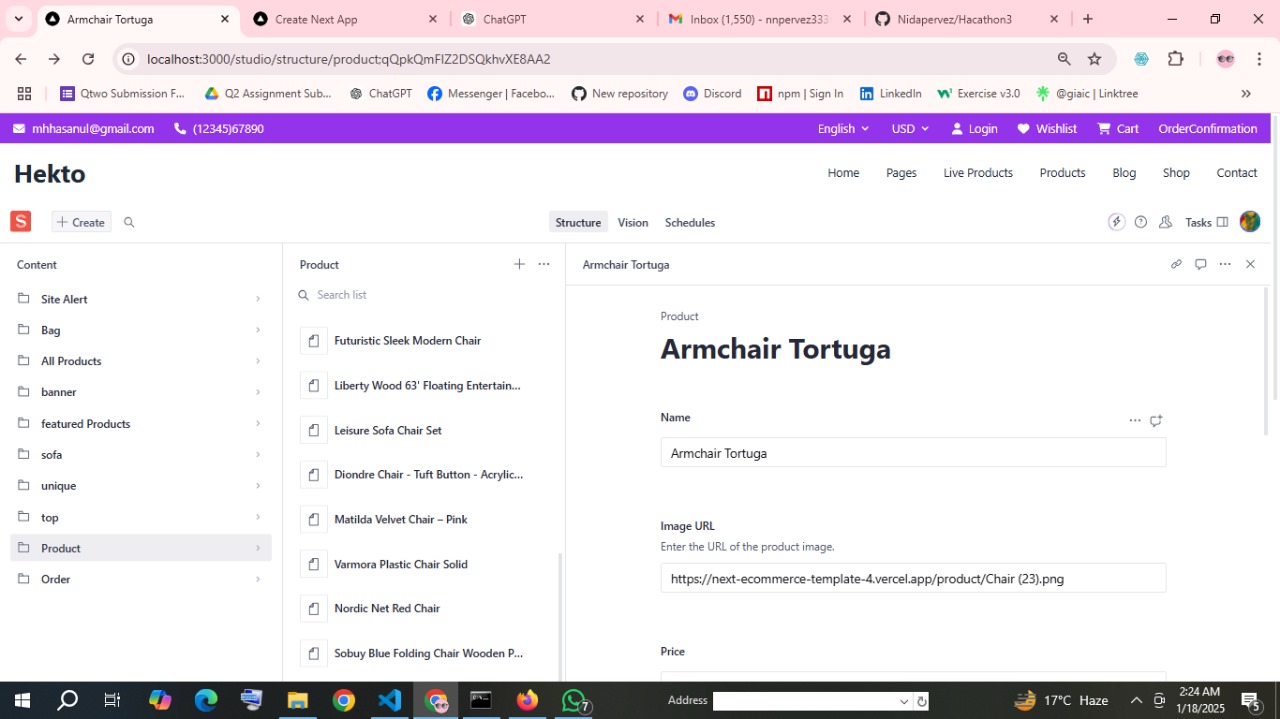 Armchair Tortuga
Create Next App
ChatGPT
Inbox (1,550) - nnpervez333
Nidapervez/Hacathon3
localhost:3000/studio/structure/product;qQpkQmFIZ2DSQkhvXE8AA2
Qtwo Submission F...
Q2 Assignment Sub...
ChatGPT
Messenger | Facebo...
New repository
Discord
npm | Sign In
LinkedIn
Exercise v3.0
@giaic | Linktree
mhhasanul@gmail.com
(12345)67890
English
USD
Login
Wishlist
Cart
OrderConfirmation
Hekto
Home
Pages
Live Products
Products
Blog
Shop
Contact
S
Create
Structure
Vision
Schedules
Tasks
Content
Site Alert
Bag
All Products
banner
featured Products
sofa
unique
top
Product
Order
Product
Search list
Futuristic Sleek Modern Chair
Liberty Wood 63' Floating Entertain...
Leisure Sofa Chair Set
Diondre Chair - Tuft Button - Acrylic...
Matilda Velvet Chair – Pink
Varmora Plastic Chair Solid
Nordic Net Red Chair
Sobuy Blue Folding Chair Wooden P...
Armchair Tortuga
Product
Armchair Tortuga
Name
Armchair Tortuga
Image URL
Enter the URL of the product image.
https://next-ecommerce-template-4.vercel.app/product/Chair (23).png
Price
7
Address
17°C Haze
2:24 AM
1/18/2025
5